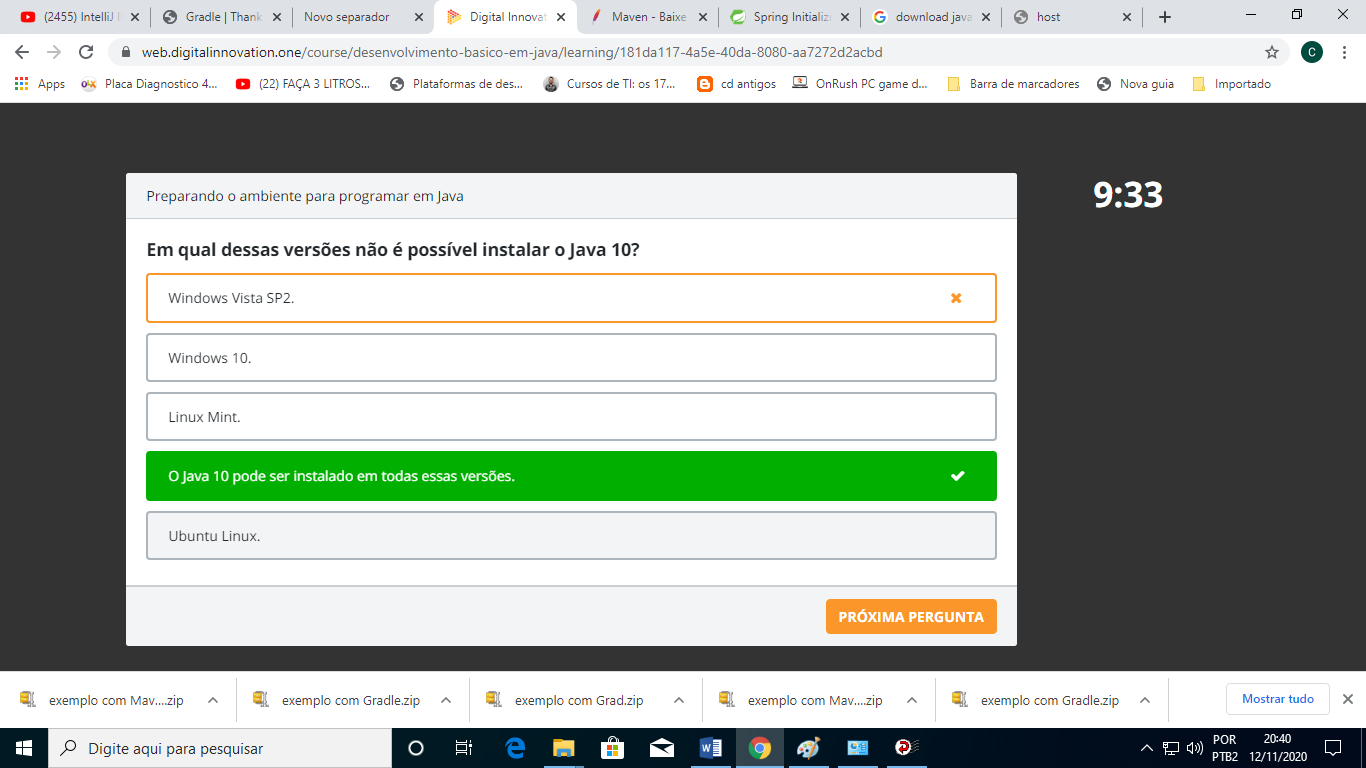 (2455) IntelliJ I
Gradle | Thank
Novo separador
Digital Innovat
Maven - Baixe
Spring Initializ
download java
host
web.digitalinnovation.one/course/desenvolvimento-basico-em-java/learning/181da117-4a5e-40da-8080-aa7272d2acbd
C
Apps
Placa Diagnostico 4...
(22) FAÇA 3 LITROS...
Plataformas de des...
Cursos de TI: os 17...
cd antigos
OnRush PC game d...
Barra de marcadores
Nova guia
Importado
Preparando o ambiente para programar em Java
9:33
Em qual dessas versões não é possível instalar o Java 10?
Windows Vista SP2.
Windows 10.
Linux Mint.
O Java 10 pode ser instalado em todas essas versões.
Ubuntu Linux.
PRÓXIMA PERGUNTA
exemplo com Mav....zip
exemplo com Gradle.zip
exemplo com Grad.zip
exemplo com Mav....zip
exemplo com Gradle.zip
Mostrar tudo
Digite aqui para pesquisar
POR
PTB2
20:40
12/11/2020